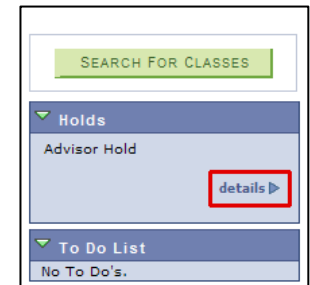 SEARCH FOR CLASSES
Holds
Advisor Hold
details
To Do List
No To Do's.